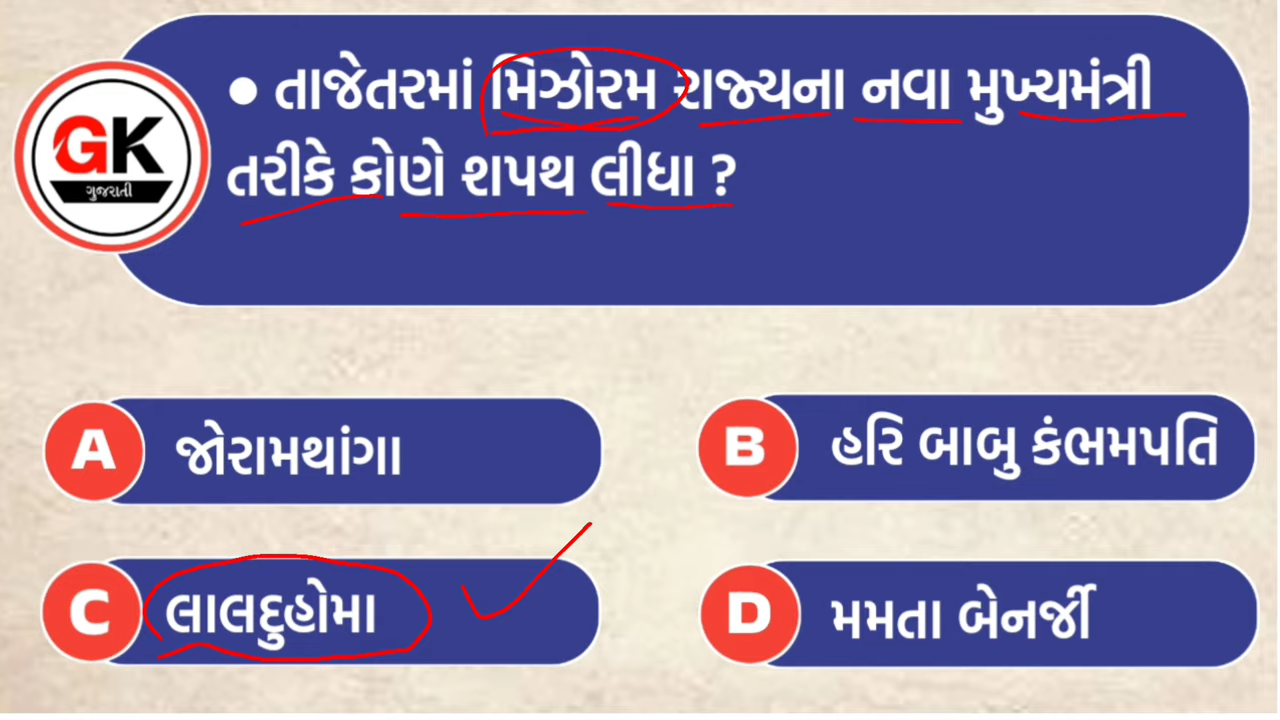 ● તાજેતરમાં મિઝોરમ રાજ્યના નવા મુખ્યમંત્રી
તરીકે કોણે શપથ લીધા ?
GK
ગુજરાતી
A જોરામથાંગા
B હરિ બાબુ કંભમપતિ
C લાલદુહોમા
D મમતા બેનર્જી